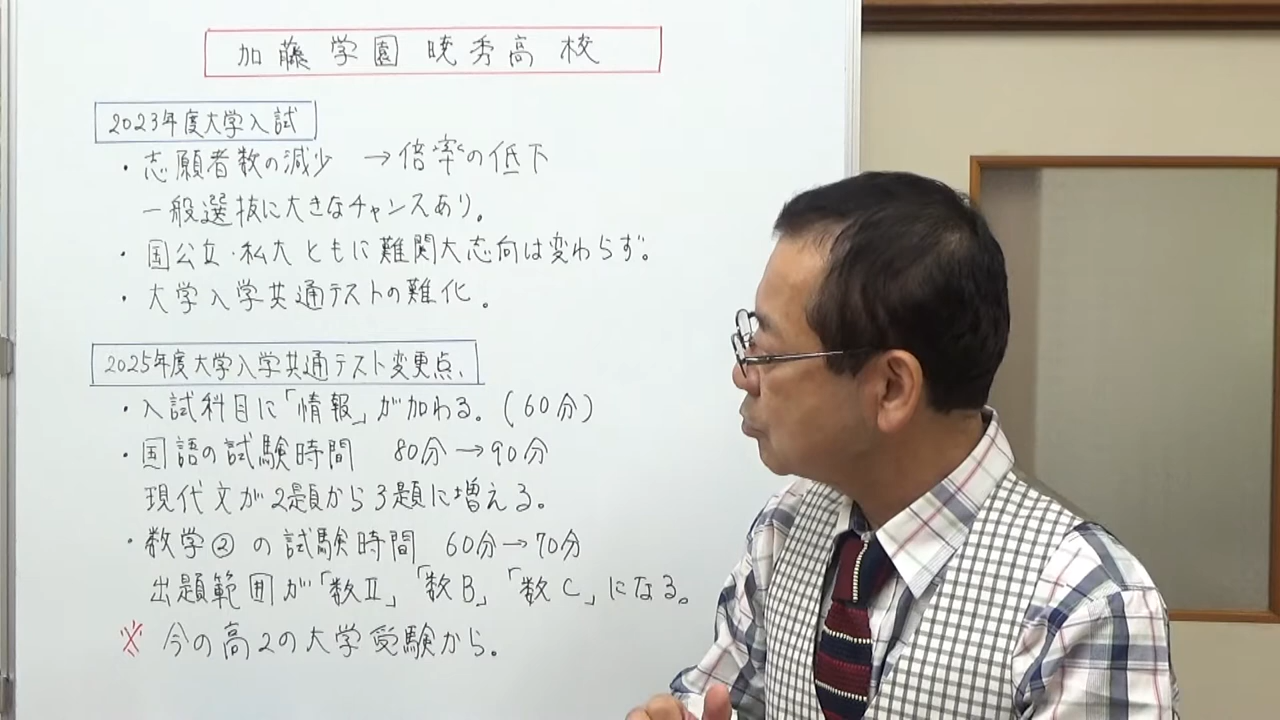 加藤学園暁秀高校
2023年度大学入試
・志願者数の減少 →倍率の低下
一般選抜に大きなチャンスあり。
・国公立・私大ともに難関大志向は変わらず。
・大学入学共通テストの難化。
2025年度大学入学共通テスト変更点、
・入試科目に「情報」が加わる。(60分)
・国語の試験時間 80分→90分
現代文が2題から3題に増える。
・数学②の試験時間 60分→70分
出題範囲が「数Ⅱ」「数B」「数C」になる。
※ 今の高2の大学受験から。